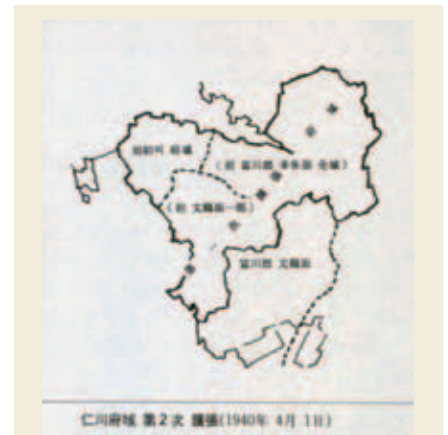 (前 富川郡 多朱面 全域)
(前 文鶴面一部)
富川郡 文鶴面
仁川府域 第2次 擴張(1940年 4月 1日)